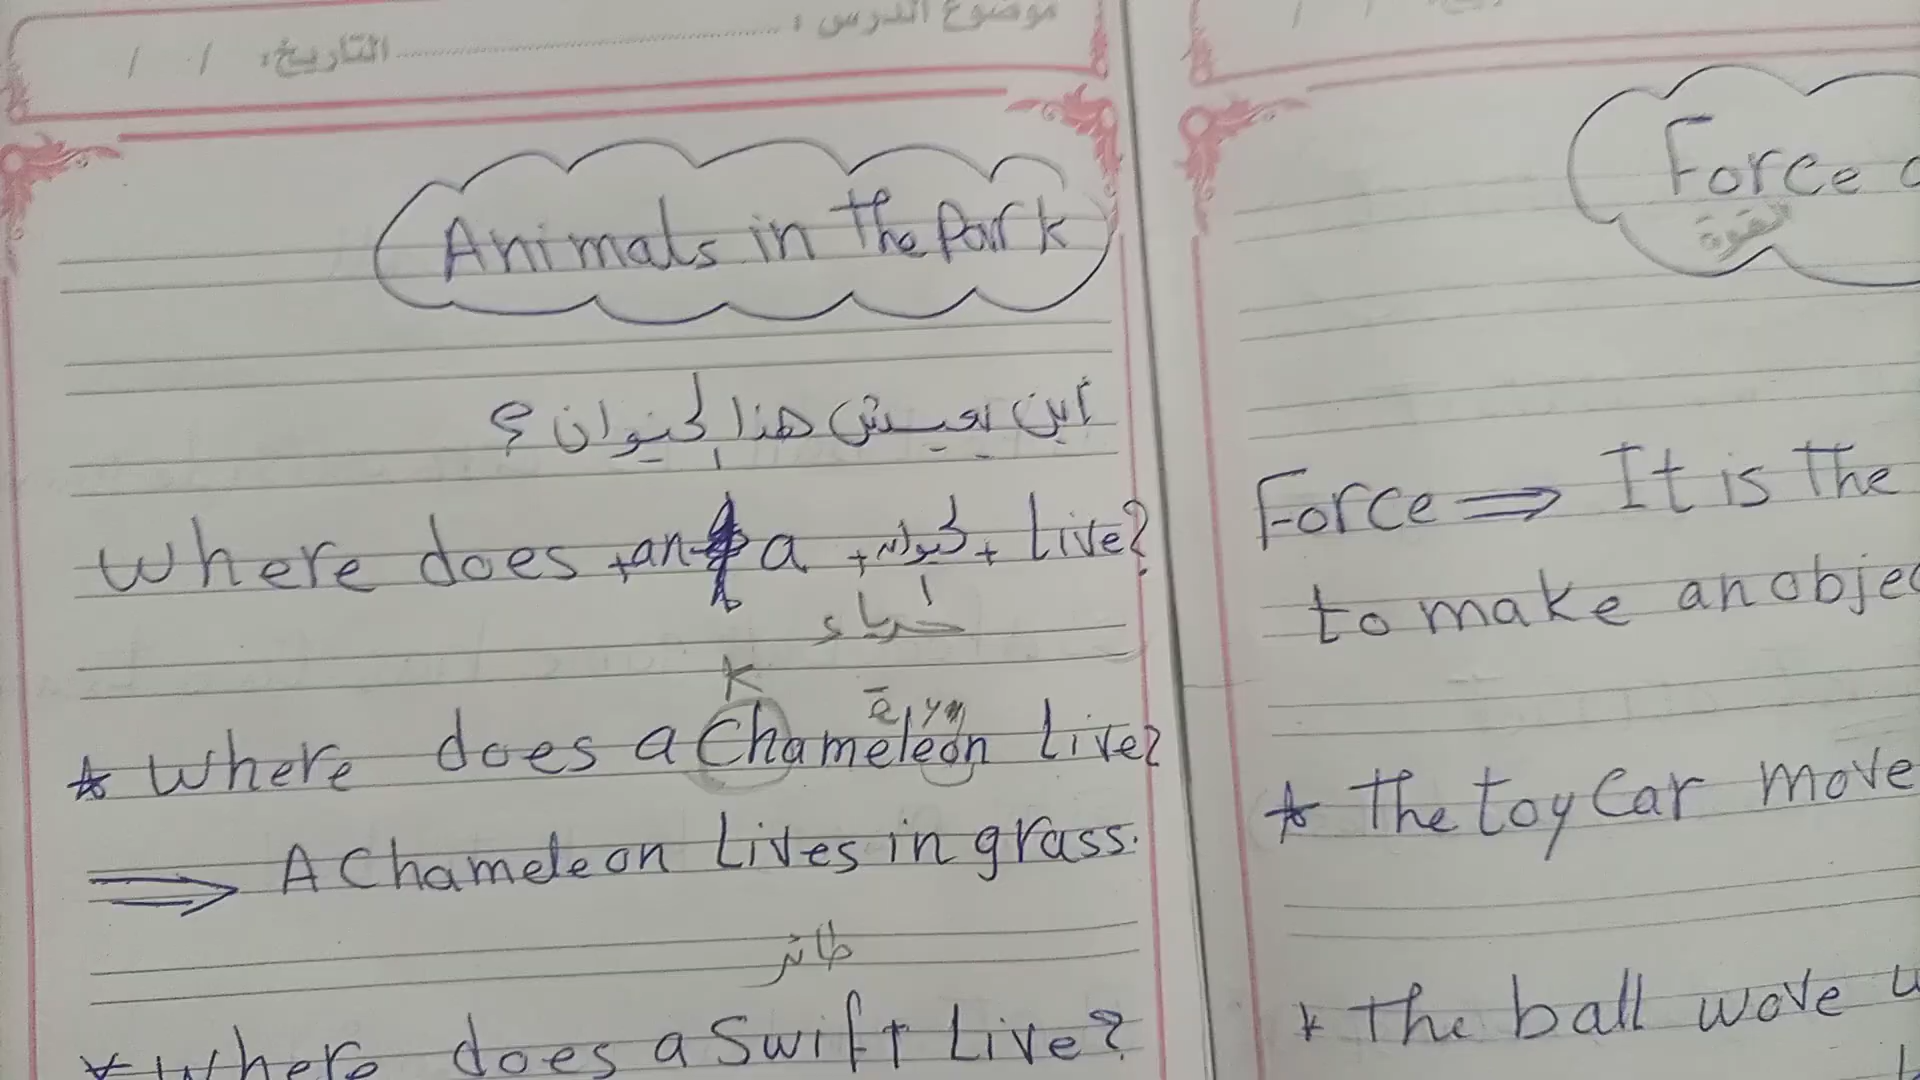 موضوع الدرس : التاريخ: / /
Animals in the Park
أين يعيش هذا الحيوان ؟
where does +an a + الحيوان + Live?
حرباء
K
* Where does a Chameleon Live?
⇒ A Chameleon Lives in grass.
طائر
* Where does a Swift Live?
/ /
Force
القوة
Force ⇒ It is the
to make an objec
* The toy Car move
* The ball wove